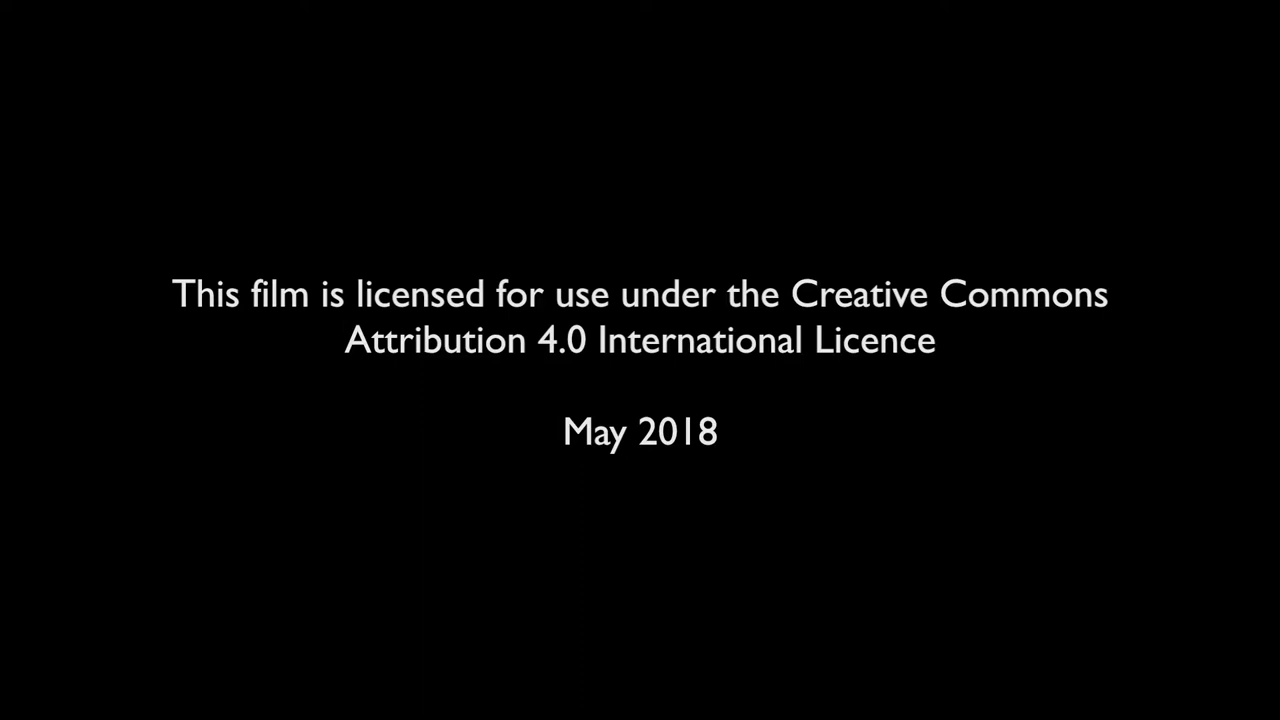 This film is licensed for use under the Creative Commons
Attribution 4.0 International Licence
May 2018